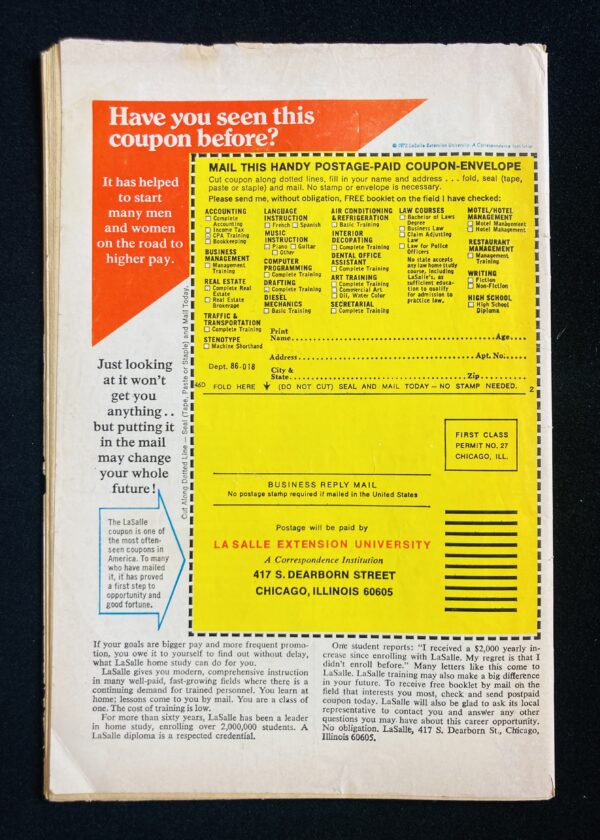 Have you seen this
coupon before?
© 1972 LaSalle Extension University. A Correspondence Institution
It has helped
to start
many men
and women
on the road to
higher pay.
Just looking
at it won't
get you
anything . .
but putting it
in the mail
may change
your whole
future!
The LaSalle
coupon is one of
the most often-
seen coupons in
America. To many
who have mailed
it, it has proved
a first step to
opportunity and
good fortune.
Cut Along Dotted Line — Seal (Tape, Paste or Staple) and Mail Today.
MAIL THIS HANDY POSTAGE-PAID COUPON-ENVELOPE
Cut coupon along dotted lines, fill in your name and address . . . fold, seal (tape,
paste or staple) and mail. No stamp or envelope is necessary.
Please send me, without obligation, FREE booklet on the field I have checked:
ACCOUNTING
Complete
Accounting
Income Tax
CPA Training
Bookkeeping
BUSINESS
MANAGEMENT
Management
Training
REAL ESTATE
Complete Real
Estate
Real Estate
Brokerage
TRAFFIC &
TRANSPORTATION
Complete Training
STENOTYPE
Machine Shorthand
LANGUAGE
INSTRUCTION
French Spanish
MUSIC
INSTRUCTION
Piano Guitar
Other
COMPUTER
PROGRAMMING
Complete Training
DRAFTING
Complete Training
DIESEL
MECHANICS
Basic Training
AIR CONDITIONING
& REFRIGERATION
Basic Training
INTERIOR
DECORATING
Complete Training
DENTAL OFFICE
ASSISTANT
Complete Training
ART TRAINING
Complete Training
Commercial Art
Oil, Water Color
SECRETARIAL
Complete Training
LAW COURSES
Bachelor of Laws
Degree
Business Law
Claim Adjusting
Law
Law for Police
Officers
No state accepts
any law home study
course, including
LaSalle's, as
sufficient educa-
tion to qualify
for admission to
practice law.
MOTEL/HOTEL
MANAGEMENT
Motel Management
Hotel Management
RESTAURANT
MANAGEMENT
Management
Training
WRITING
Fiction
Non-Fiction
HIGH SCHOOL
High School
Diploma
Print
Name Age
Address Apt. No.
Dept. 86-018
City &
State Zip
46D FOLD HERE (DO NOT CUT) SEAL AND MAIL TODAY — NO STAMP NEEDED. 2
FIRST CLASS
PERMIT NO. 27
CHICAGO, ILL.
BUSINESS REPLY MAIL
No postage stamp required if mailed in the United States
Postage will be paid by
LA SALLE EXTENSION UNIVERSITY
A Correspondence Institution
417 S. DEARBORN STREET
CHICAGO, ILLINOIS 60605
If your goals are bigger pay and more frequent promo-
tion, you owe it to yourself to find out without delay,
what LaSalle home study can do for you.
LaSalle gives you modern, comprehensive instruction
in many well-paid, fast-growing fields where there is a
continuing demand for trained personnel. You learn at
home; lessons come to you by mail. You are a class of
one. The cost of training is low.
For more than sixty years, LaSalle has been a leader
in home study, enrolling over 2,000,000 students. A
LaSalle diploma is a respected credential.
One student reports: "I received a $2,000 yearly in-
crease since enrolling with LaSalle. My regret is that I
didn't enroll before." Many letters like this come to
LaSalle. LaSalle training may also make a big difference
in your future. To receive free booklet by mail on the
field that interests you most, check and send postpaid
coupon today. LaSalle will also be glad to ask its local
representative to contact you and answer any other
questions you may have about this career opportunity.
No obligation. LaSalle, 417 S. Dearborn St., Chicago,
Illinois 60605.